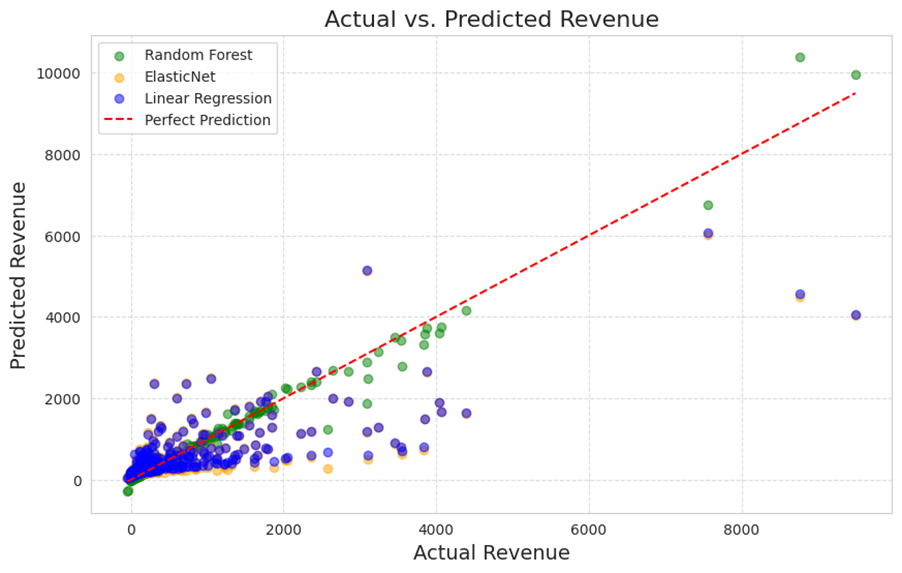 Actual vs. Predicted Revenue
Random Forest
ElasticNet
Linear Regression
Perfect Prediction
10000
8000
6000
4000
2000
0
Predicted Revenue
0 2000 4000 6000 8000
Actual Revenue